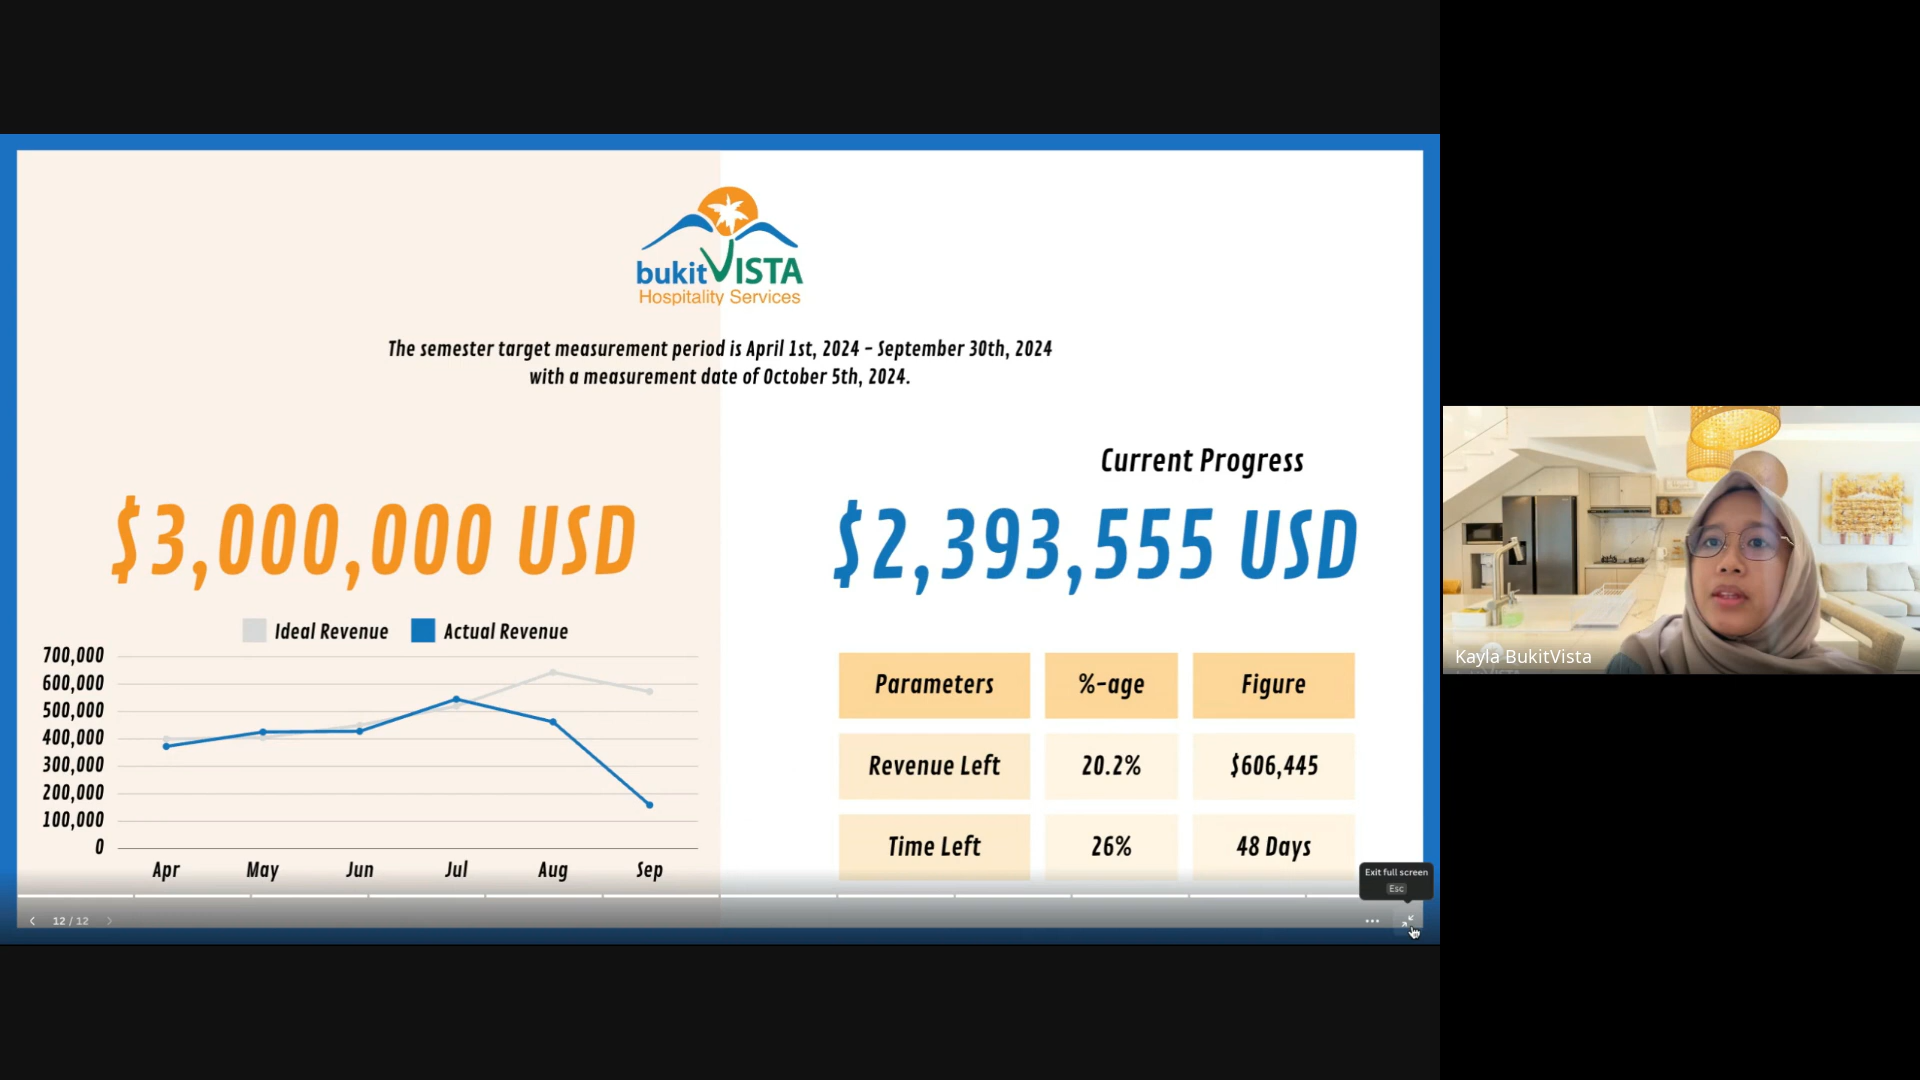 bukitVISTA
Hospitality Services
The semester target measurement period is April 1st, 2024 - September 30th, 2024
with a measurement date of October 5th, 2024.
$3,000,000 USD
Current Progress
$2,393,555 USD
Ideal Revenue
Actual Revenue
700,000
600,000
500,000
400,000
300,000
200,000
100,000
0
Apr May Jun Jul Aug Sep
Parameters %-age Figure
Revenue Left 20.2% $606,445
Time Left 26% 48 Days
Exit full screen
Esc
12 / 12
Kayla BukitVista